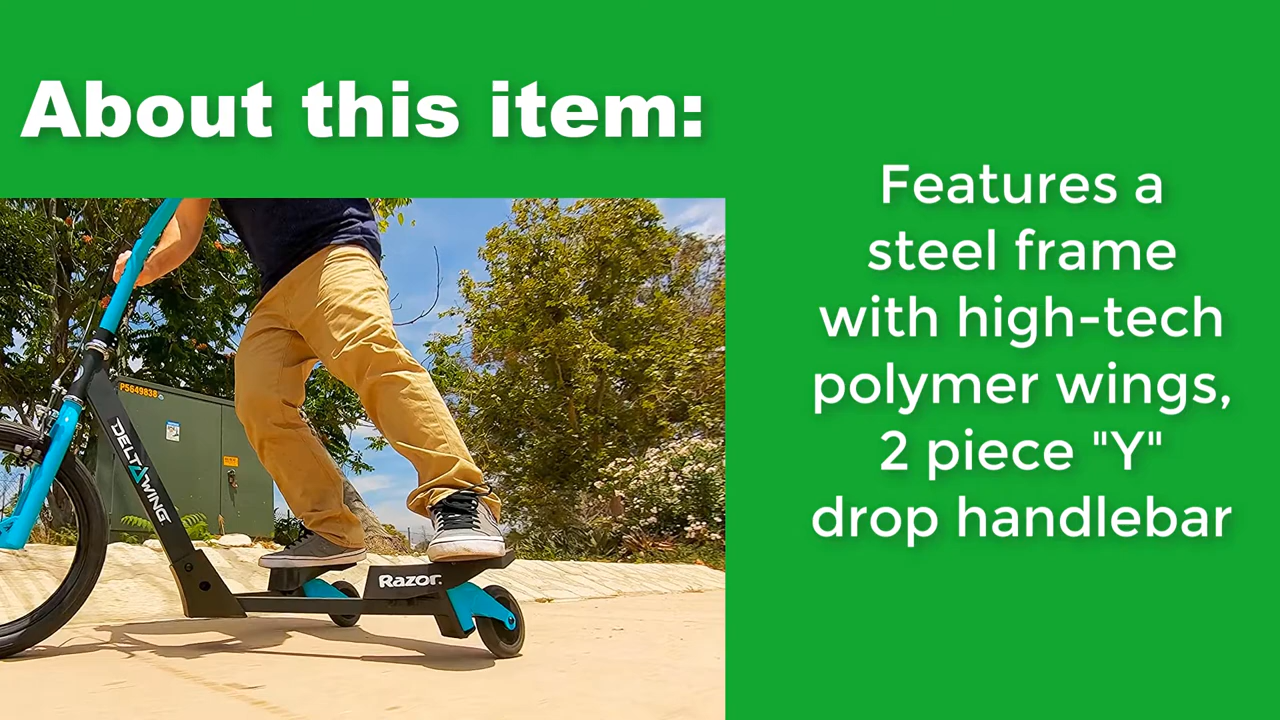 About this item:
Features a
steel frame
with high-tech
polymer wings,
2 piece "Y"
drop handlebar
P5649838
DELTAWING
Razor